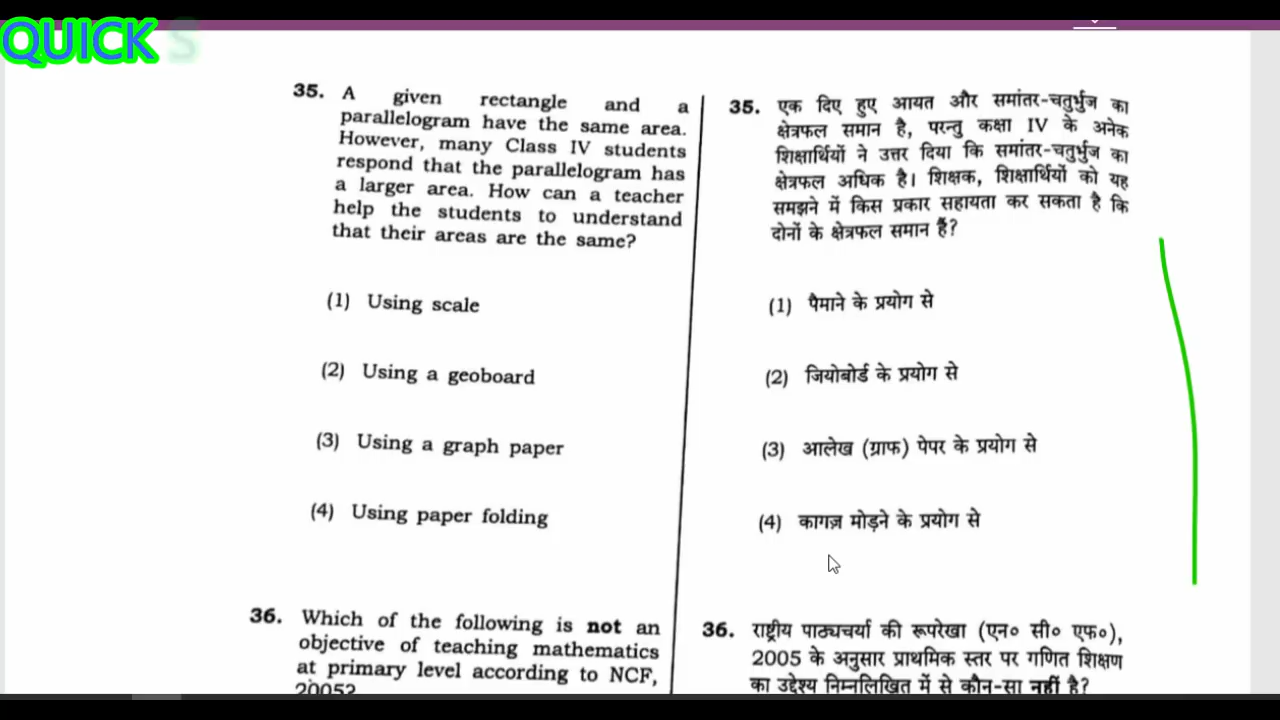 QUICK S
35. A given rectangle and a
parallelogram have the same area.
However, many Class IV students
respond that the parallelogram has
a larger area. How can a teacher
help the students to understand
that their areas are the same?
(1) Using scale
(2) Using a geoboard
(3) Using a graph paper
(4) Using paper folding
36. Which of the following is not an
objective of teaching mathematics
at primary level according to NCF,
2005?
35. एक दिए हुए आयत और समांतर-चतुर्भुज का
क्षेत्रफल समान है, परन्तु कक्षा IV के अनेक
शिक्षार्थियों ने उत्तर दिया कि समांतर-चतुर्भुज का
क्षेत्रफल अधिक है। शिक्षक, शिक्षार्थियों को यह
समझने में किस प्रकार सहायता कर सकता है कि
दोनों के क्षेत्रफल समान हैं?
(1) पैमाने के प्रयोग से
(2) जियोबोर्ड के प्रयोग से
(3) आलेख (ग्राफ) पेपर के प्रयोग से
(4) कागज़ मोड़ने के प्रयोग से
36. राष्ट्रीय पाठ्यचर्या की रूपरेखा (एन० सी० एफ०),
2005 के अनुसार प्राथमिक स्तर पर गणित शिक्षण
का उद्देश्य निम्नलिखित में से कौन-सा नहीं है?